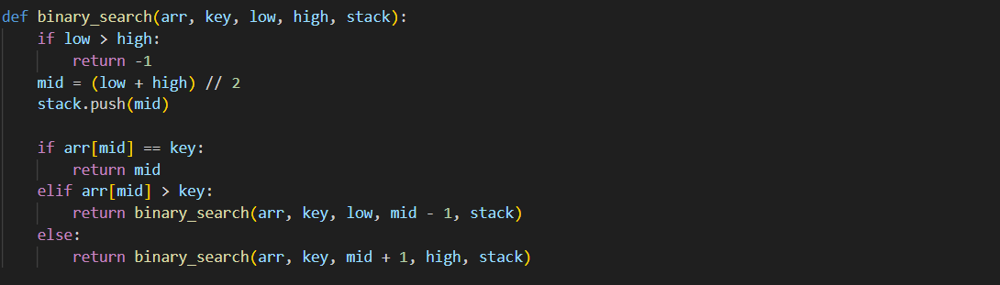 def binary_search(arr, key, low, high, stack):
    if low > high:
        return -1
    mid = (low + high) // 2
    stack.push(mid)

    if arr[mid] == key:
        return mid
    elif arr[mid] > key:
        return binary_search(arr, key, low, mid - 1, stack)
    else:
        return binary_search(arr, key, mid + 1, high, stack)